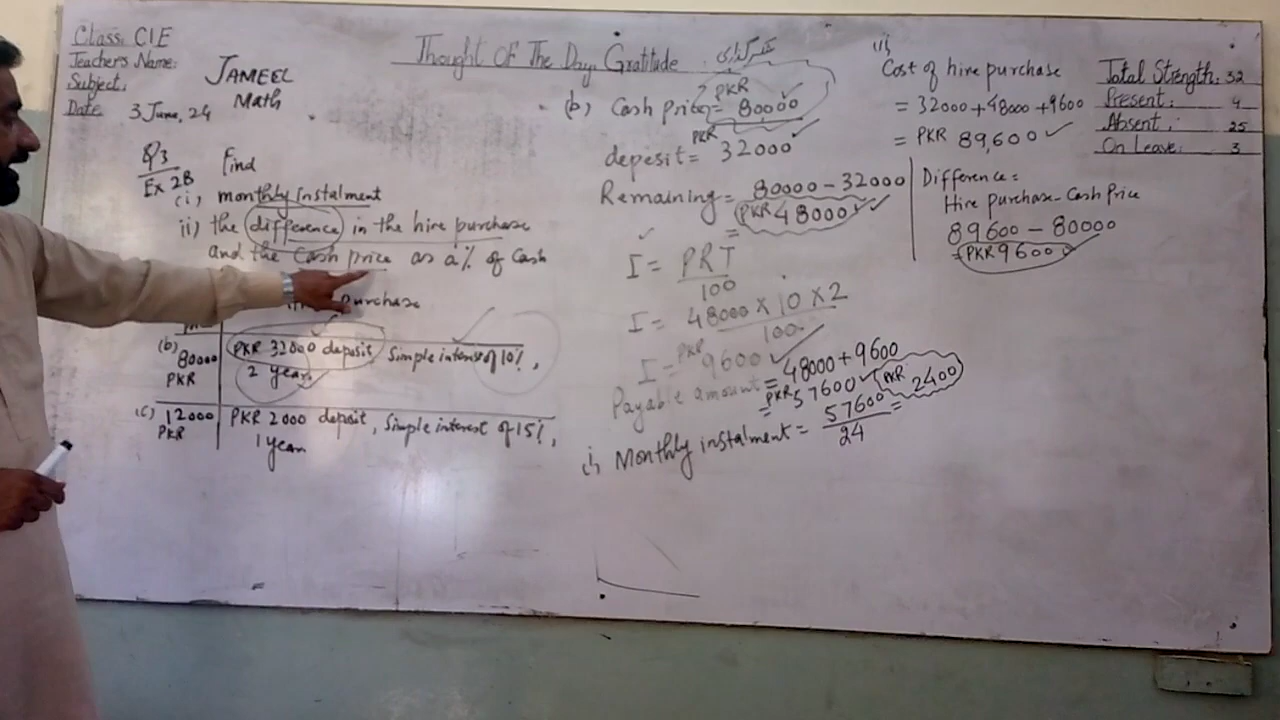 Class: CIE
Teacher's Name: JAMEEL
Subject: Math
Date: 3 June, 24
Thought Of The Day. Gratitude شکر گزاری
Total Strength: 32
Present: 4
Absent: 25
On Leave: 3
Q3
Ex 2B
Find
(i) monthly instalment
ii) the difference in the hire purchase
and the Cash price as a % of Cash
purchase
(b) 80000 PKR
PKR 32000 deposit, Simple interest of 10%,
2 years
(c) 12000 PKR
PKR 2000 deposit, Simple interest of 15%,
1 year
(b) Cash price = PKR 80000
deposit = PKR 32000
Remaining = 80000 - 32000
= PKR 48000
I = PRT / 100
I = 48000 × 10 × 2 / 100
I = PKR 9600
Payable amount = 48000 + 9600
= PKR 57600
(i) Monthly instalment = 57600 / 24 = PKR 2400
(ii)
Cost of hire purchase
= 32000 + 48000 + 9600
= PKR 89,600
Difference =
Hire purchase - Cash Price
89600 - 80000
= PKR 9600